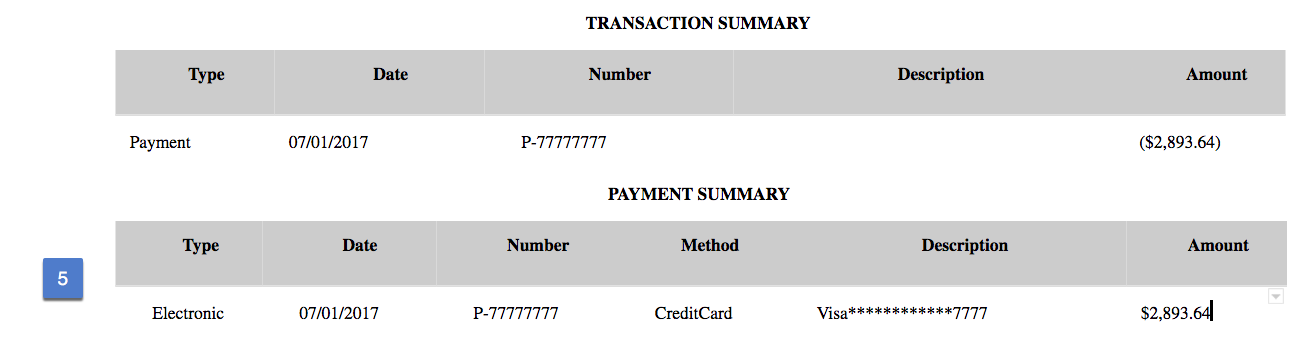 TRANSACTION SUMMARY
Type Date Number Description Amount
Payment 07/01/2017 P-77777777 ($2,893.64)
PAYMENT SUMMARY
Type Date Number Method Description Amount
5
Electronic 07/01/2017 P-77777777 CreditCard Visa************7777 $2,893.64